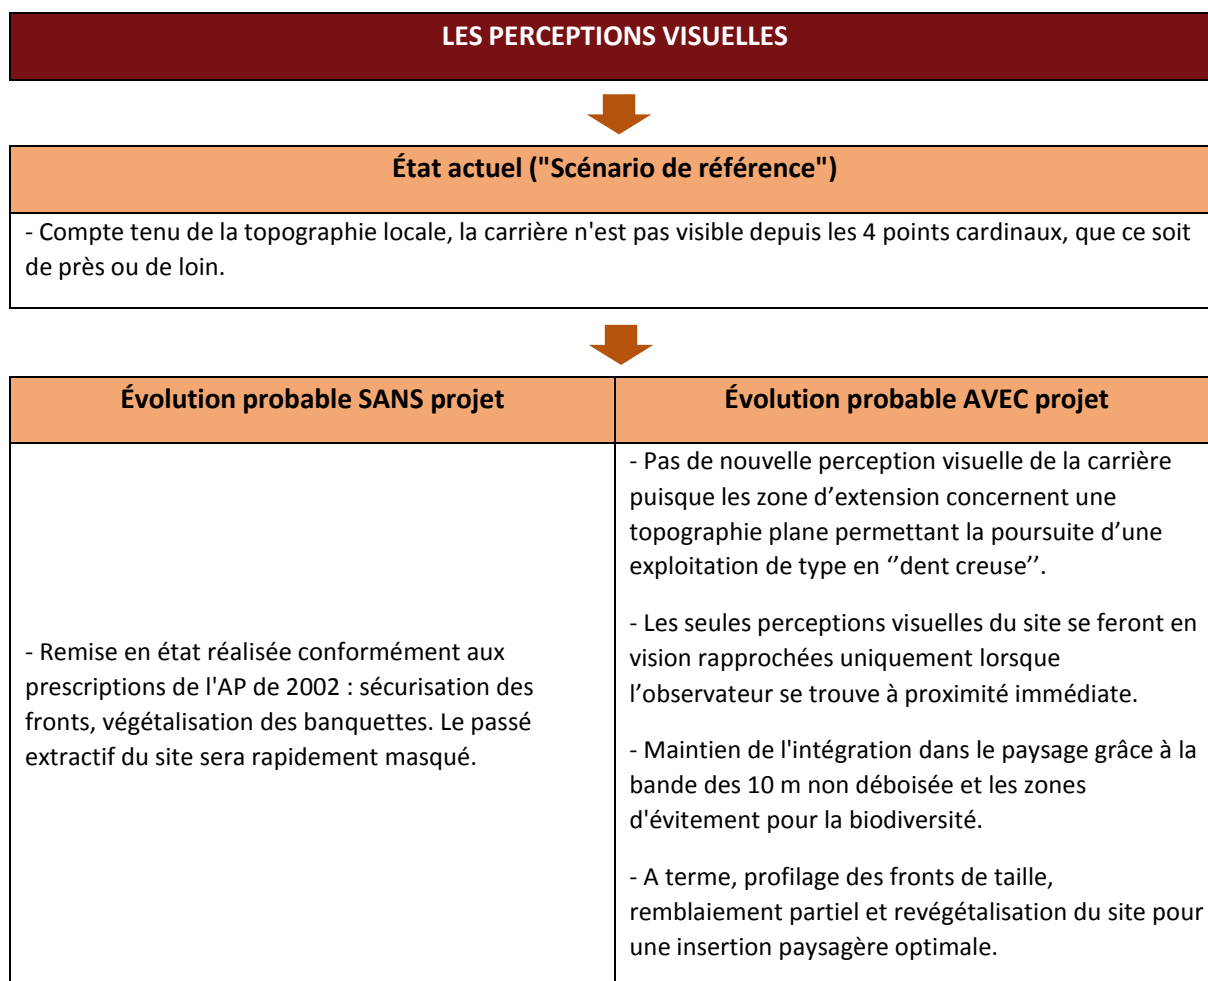 LES PERCEPTIONS VISUELLES
État actuel ("Scénario de référence")
- Compte tenu de la topographie locale, la carrière n'est pas visible depuis les 4 points cardinaux, que ce soit
de près ou de loin.
Évolution probable SANS projet
- Remise en état réalisée conformément aux
prescriptions de l'AP de 2002 : sécurisation des
fronts, végétalisation des banquettes. Le passé
extractif du site sera rapidement masqué.
Évolution probable AVEC projet
- Pas de nouvelle perception visuelle de la carrière
puisque les zone d’extension concernent une
topographie plane permettant la poursuite d’une
exploitation de type en ‘’dent creuse’’.
- Les seules perceptions visuelles du site se feront en
vision rapprochées uniquement lorsque
l’observateur se trouve à proximité immédiate.
- Maintien de l'intégration dans le paysage grâce à la
bande des 10 m non déboisée et les zones
d'évitement pour la biodiversité.
- A terme, profilage des fronts de taille,
remblaiement partiel et revégétalisation du site pour
une insertion paysagère optimale.